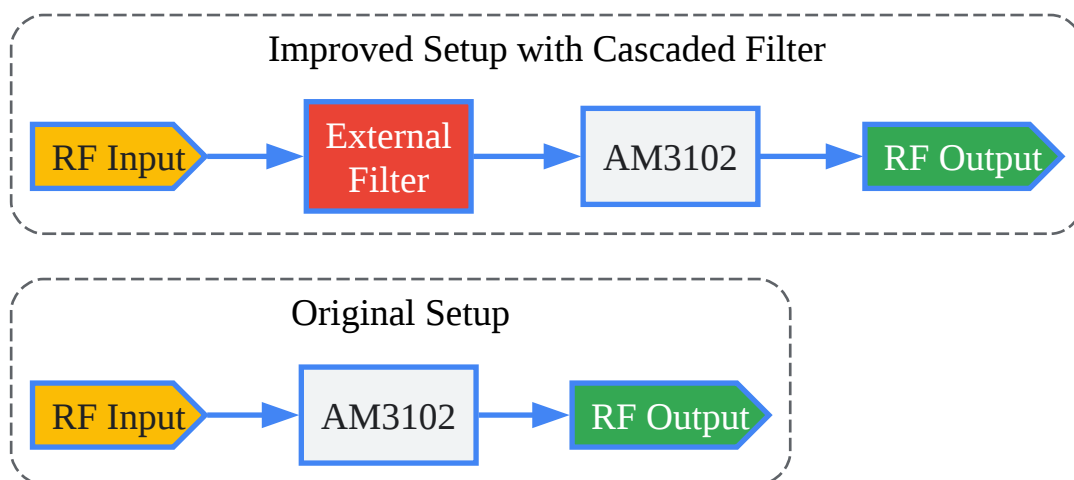 Improved Setup with Cascaded Filter
RF Input
External
Filter
AM3102
RF Output
Original Setup
RF Input
AM3102
RF Output